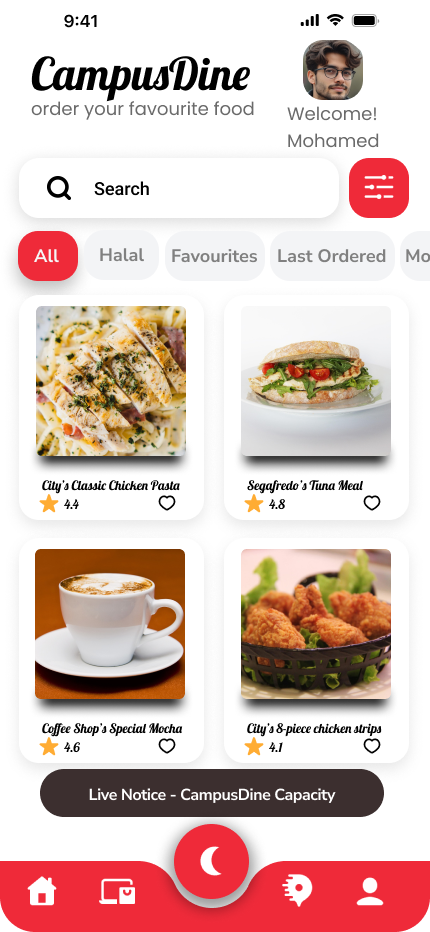 9:41
CampusDine
order your favourite food
Welcome!
Mohamed
Search
All
Halal
Favourites
Last Ordered
Mo
City's Classic Chicken Pasta
4.4
Segafredo's Tuna Meal
4.8
Coffee Shop's Special Mocha
4.6
City's 8-piece chicken strips
4.1
Live Notice - CampusDine Capacity